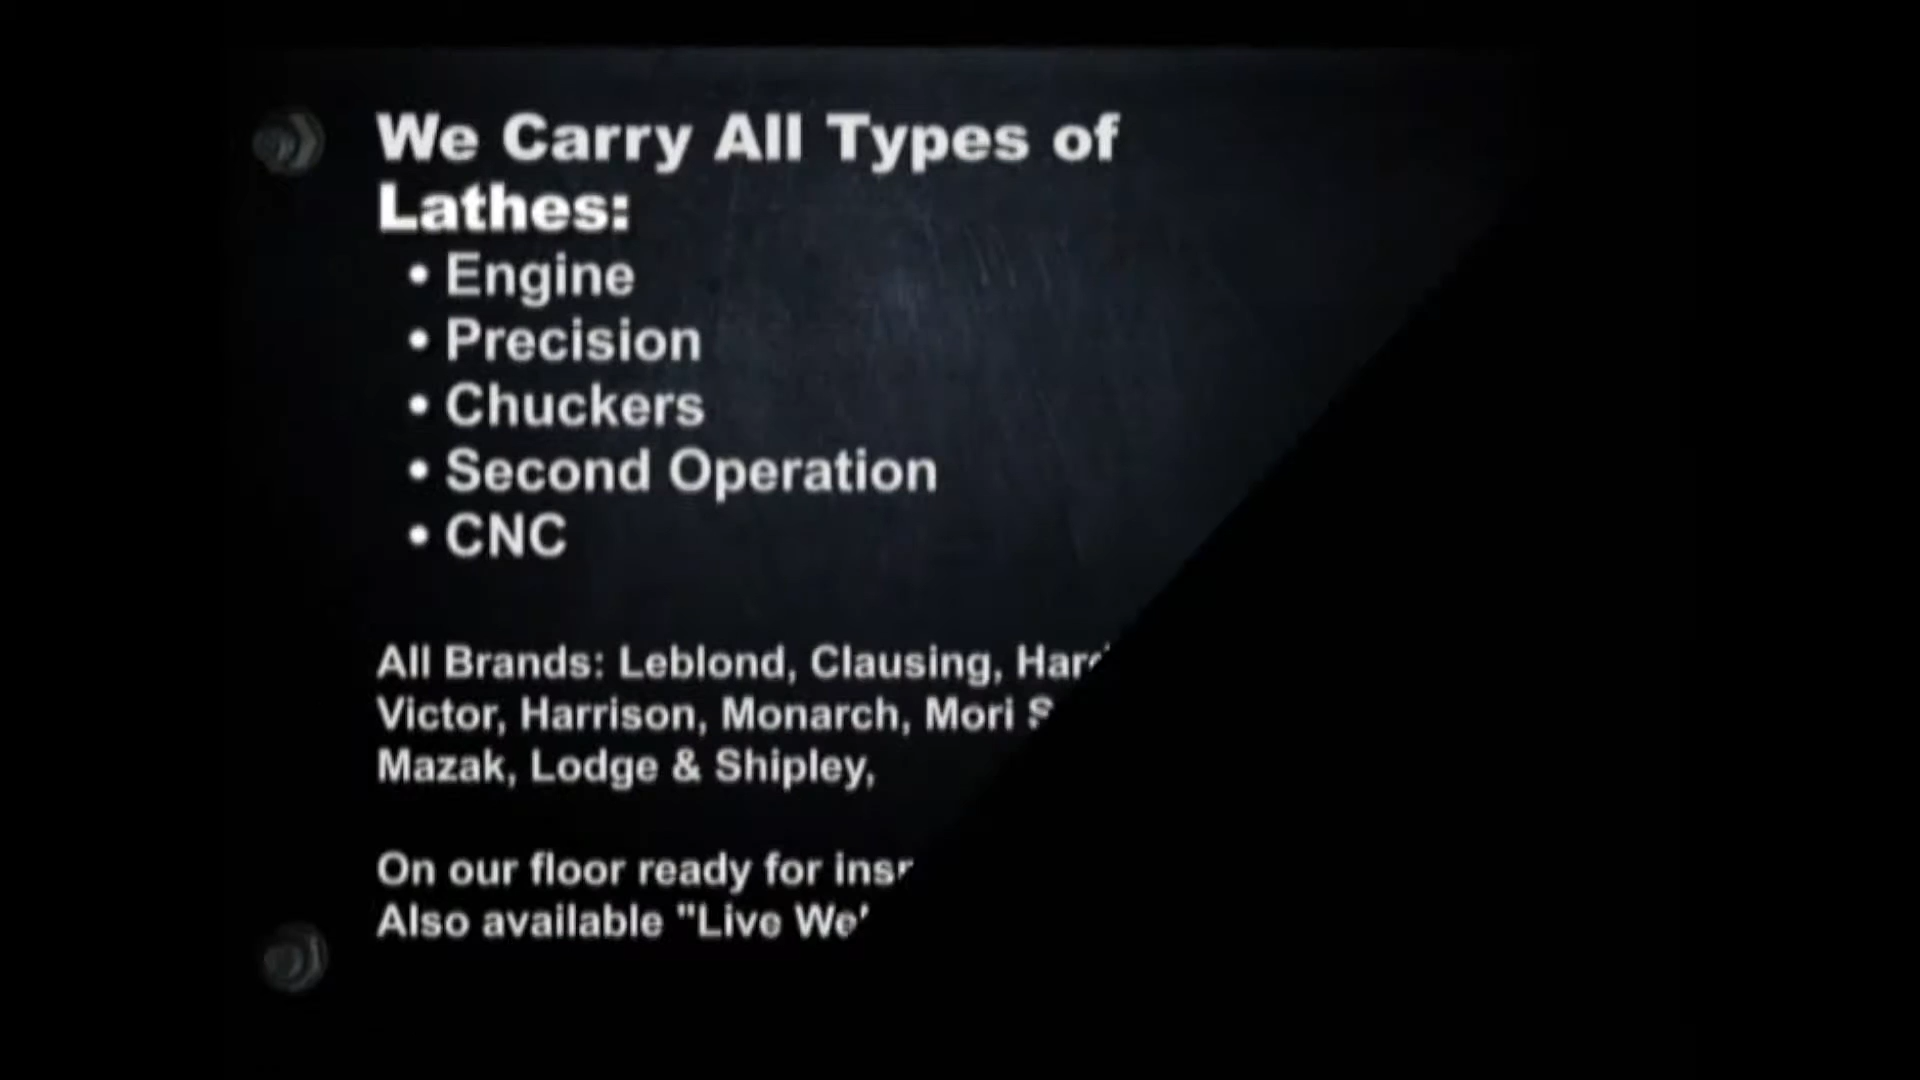 We Carry All Types of
Lathes:
• Engine
• Precision
• Chuckers
• Second Operation
• CNC
All Brands: Leblond, Clausing,
Victor, Harrison, Monarch, Mori
Mazak, Lodge & Shipley,
On our floor ready for
Also available "Live